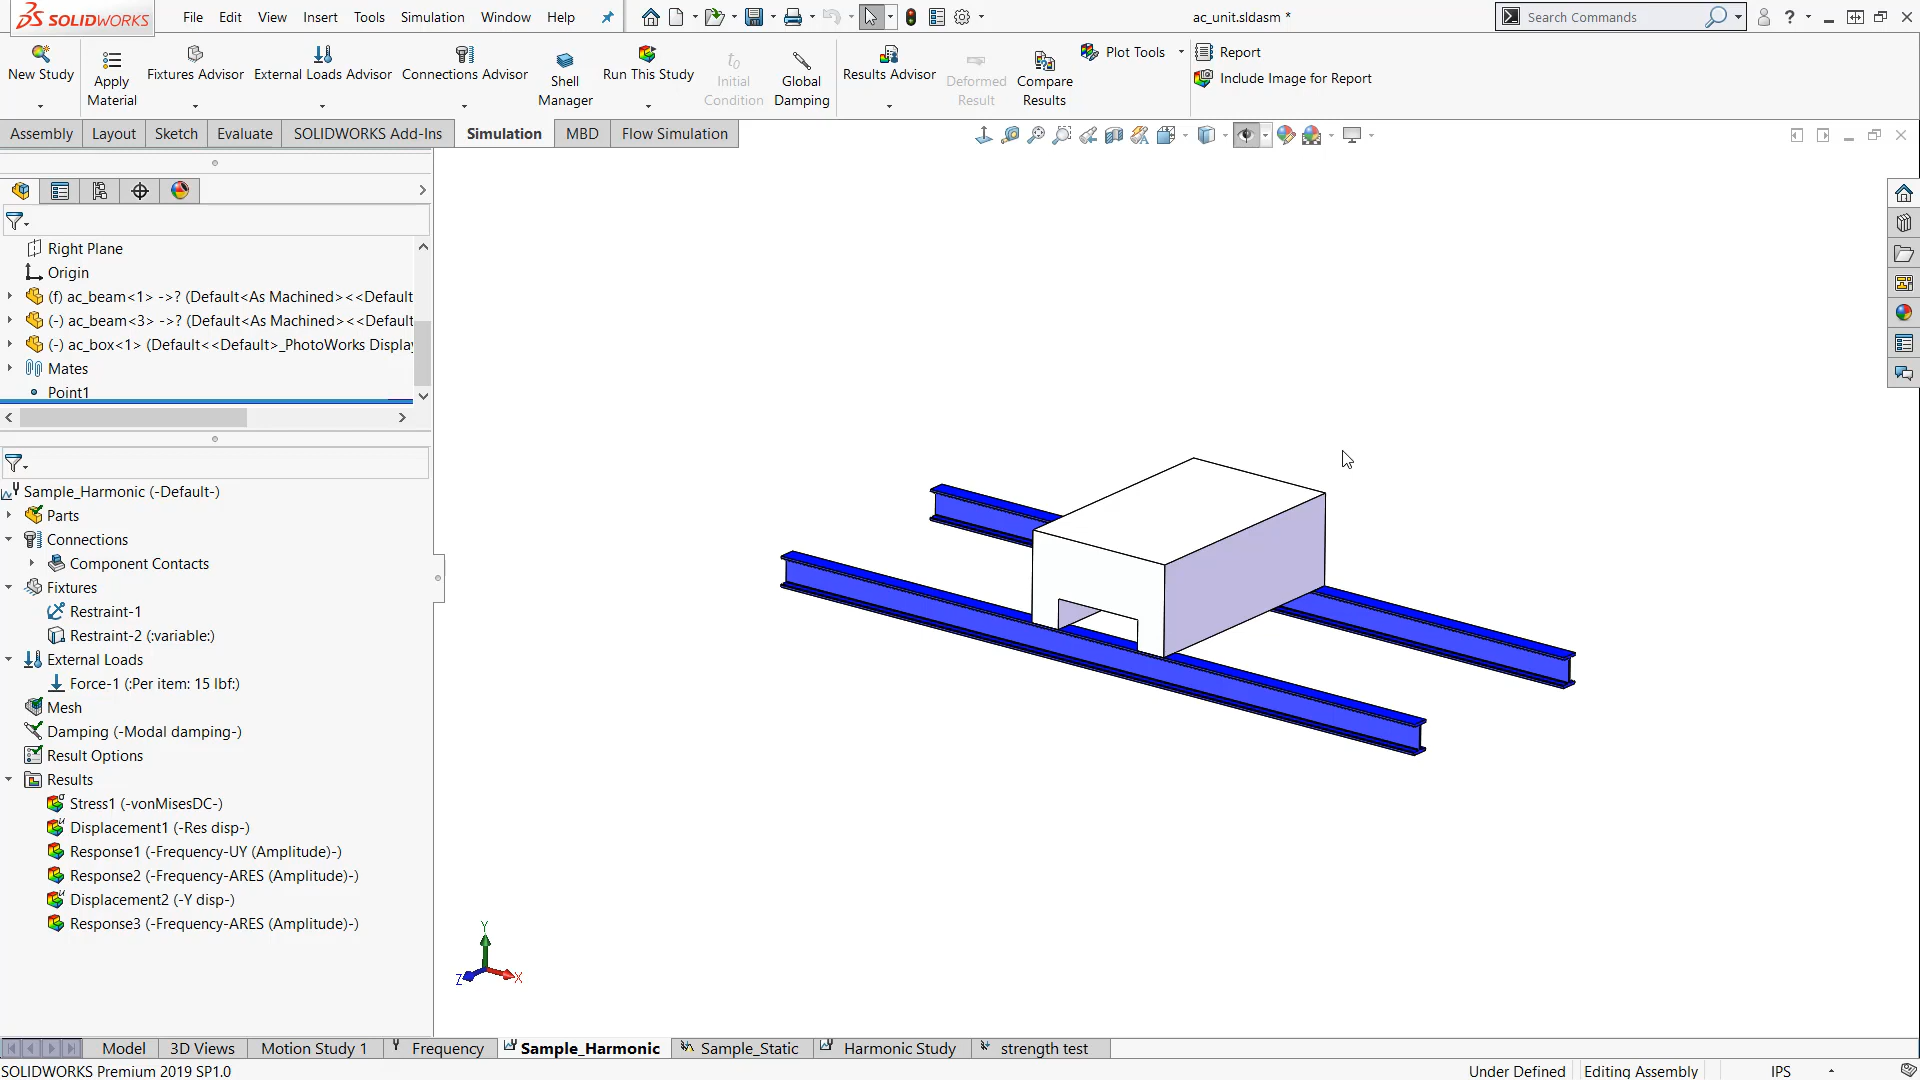 SOLIDWORKS
File Edit View Insert Tools Simulation Window Help
ac_unit.sldasm *
Search Commands
New Study
Apply Material
Fixtures Advisor
External Loads Advisor
Connections Advisor
Shell Manager
Run This Study
t0 Initial Condition
Global Damping
Results Advisor
Deformed Result
Compare Results
Plot Tools
Report
Include Image for Report
Assembly Layout Sketch Evaluate SOLIDWORKS Add-Ins Simulation MBD Flow Simulation
Right Plane
Origin
(f) ac_beam<1> ->? (Default<As Machined><<Default
(-) ac_beam<3> ->? (Default<As Machined><<Default
(-) ac_box<1> (Default<<Default>_PhotoWorks Display
Mates
Point1
Sample_Harmonic (-Default-)
Parts
Connections
Component Contacts
Fixtures
Restraint-1
Restraint-2 (:variable:)
External Loads
Force-1 (:Per item: 15 lbf:)
Mesh
Damping (-Modal damping-)
Result Options
Results
Stress1 (-vonMisesDC-)
Displacement1 (-Res disp-)
Response1 (-Frequency-UY (Amplitude)-)
Response2 (-Frequency-ARES (Amplitude)-)
Displacement2 (-Y disp-)
Response3 (-Frequency-ARES (Amplitude)-)
Y
Z X
Model 3D Views Motion Study 1 Frequency Sample_Harmonic Sample_Static Harmonic Study strength test
SOLIDWORKS Premium 2019 SP1.0
Under Defined Editing Assembly IPS